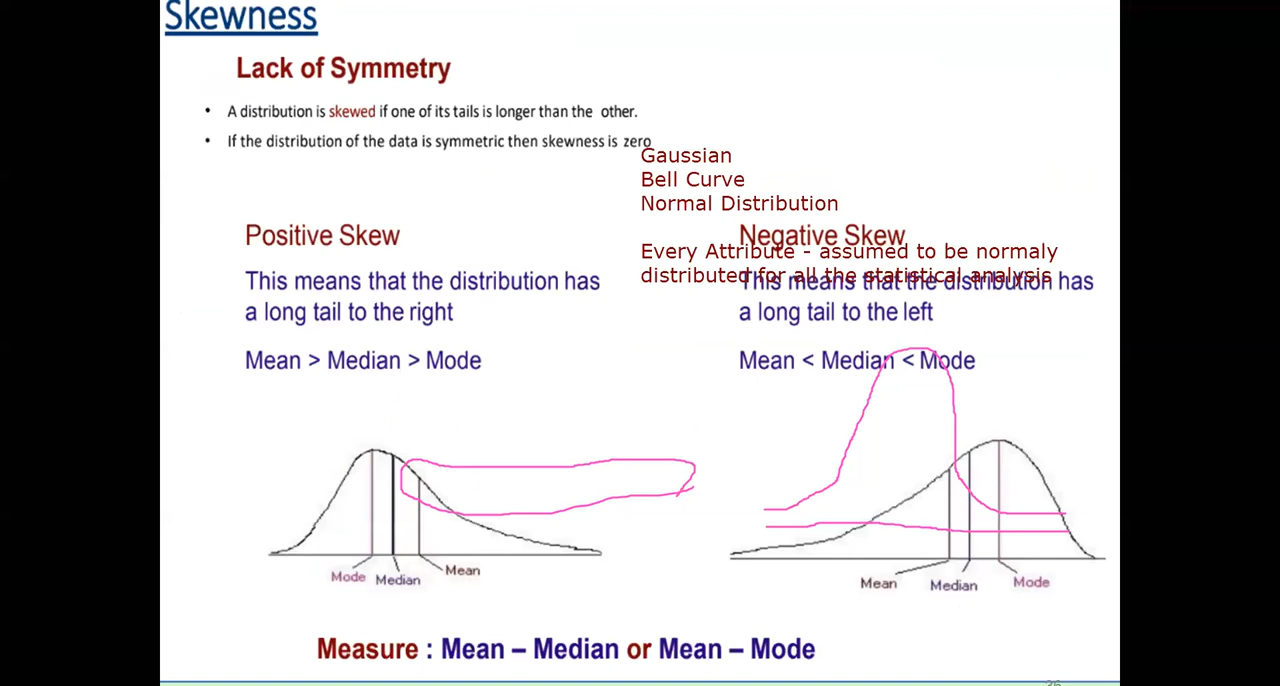 Skewness
Lack of Symmetry
• A distribution is skewed if one of its tails is longer than the other.
• If the distribution of the data is symmetric then skewness is zero
Gaussian
Bell Curve
Normal Distribution
Positive Skew
Negative Skew
Every Attribute - assumed to be normaly
distributed for all the statistical analysis
This means that the distribution has
a long tail to the right
This means that the distribution has
a long tail to the left
Mean > Median > Mode
Mean < Median < Mode
Mode Median Mean
Mean Median Mode
Measure : Mean – Median or Mean – Mode